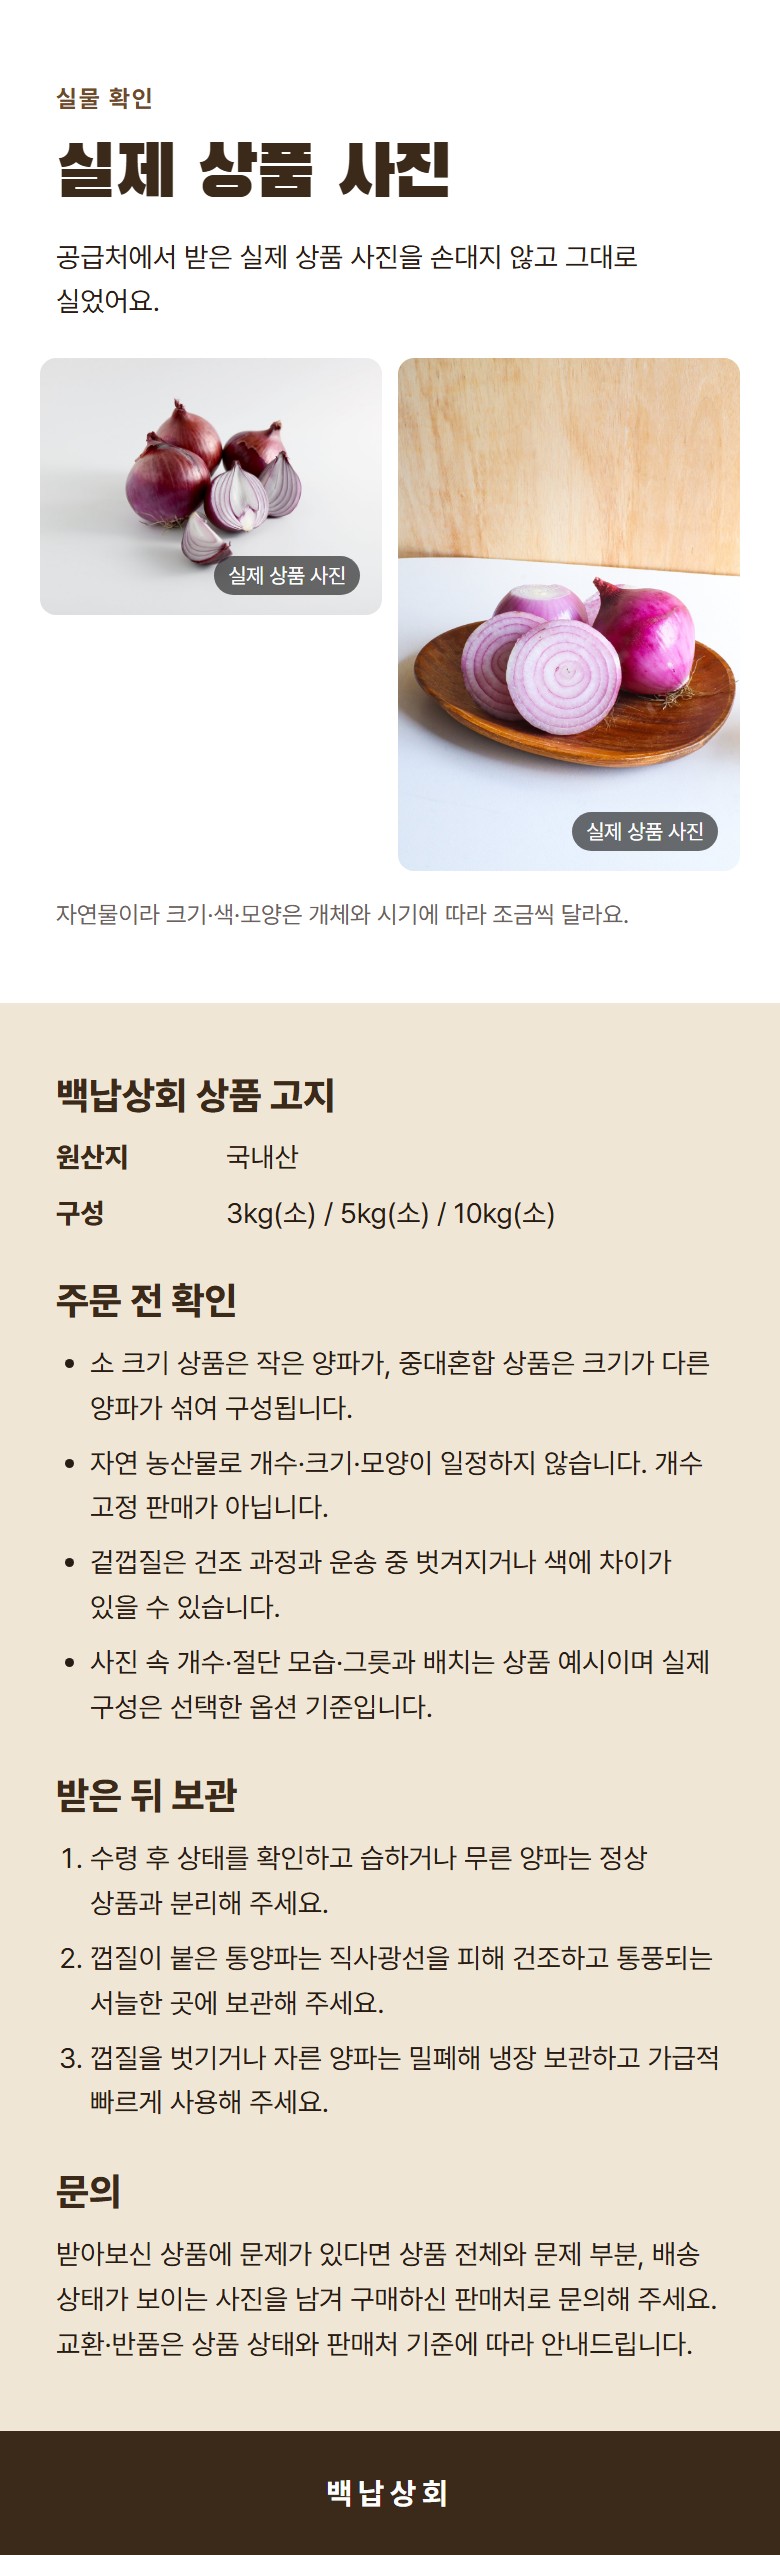 실물 확인
실제 상품 사진
공급처에서 받은 실제 상품 사진을 손대지 않고 그대로
실었어요.
실제 상품 사진
실제 상품 사진
자연물이라 크기·색·모양은 개체와 시기에 따라 조금씩 달라요.
백납상회 상품 고지
원산지 국내산
구성 3kg(소) / 5kg(소) / 10kg(소)
주문 전 확인
• 소 크기 상품은 작은 양파가, 중대혼합 상품은 크기가 다른
양파가 섞여 구성됩니다.
• 자연 농산물로 개수·크기·모양이 일정하지 않습니다. 개수
고정 판매가 아닙니다.
• 겉껍질은 건조 과정과 운송 중 벗겨지거나 색에 차이가
있을 수 있습니다.
• 사진 속 개수·절단 모습·그릇과 배치는 상품 예시이며 실제
구성은 선택한 옵션 기준입니다.
받은 뒤 보관
1. 수령 후 상태를 확인하고 습하거나 무른 양파는 정상
상품과 분리해 주세요.
2. 껍질이 붙은 통양파는 직사광선을 피해 건조하고 통풍되는
서늘한 곳에 보관해 주세요.
3. 껍질을 벗기거나 자른 양파는 밀폐해 냉장 보관하고 가급적
빠르게 사용해 주세요.
문의
받아보신 상품에 문제가 있다면 상품 전체와 문제 부분, 배송
상태가 보이는 사진을 남겨 구매하신 판매처로 문의해 주세요.
교환·반품은 상품 상태와 판매처 기준에 따라 안내드립니다.
백납상회